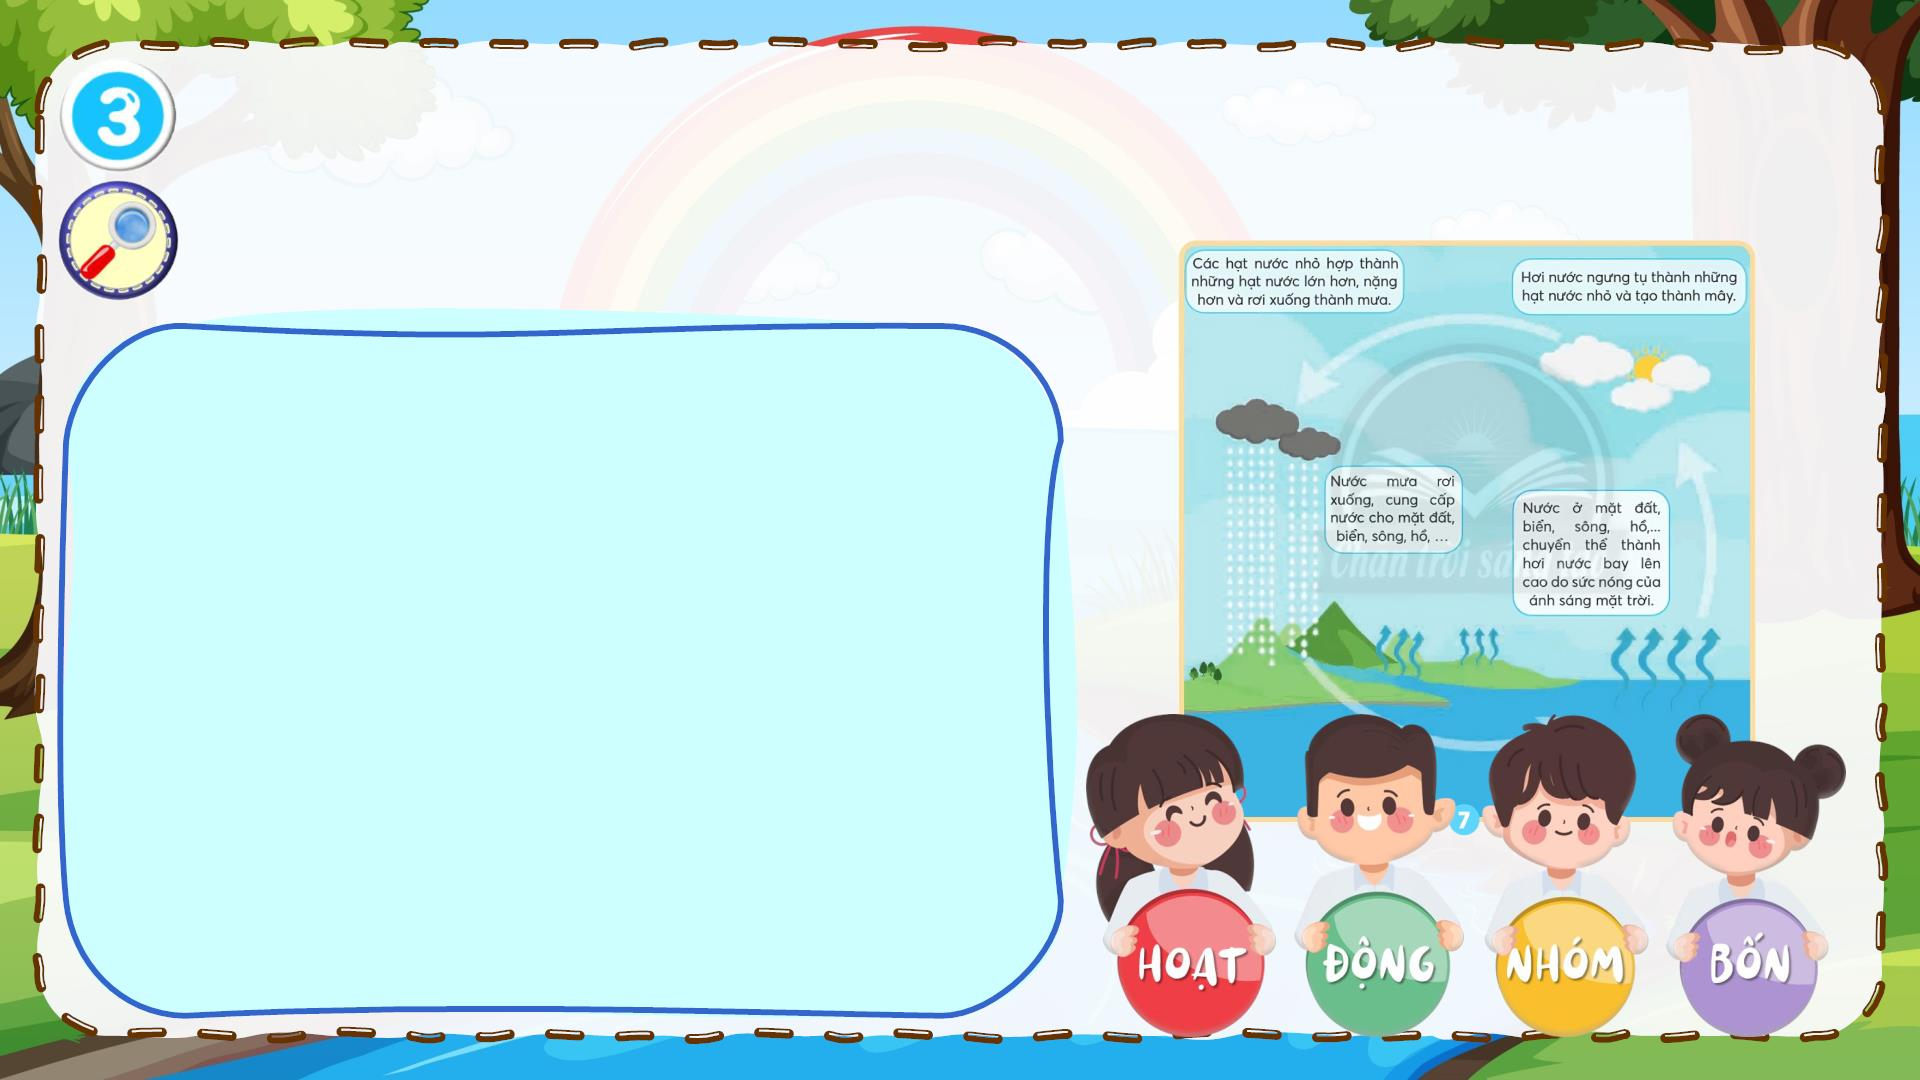 3
Các hạt nước nhỏ hợp thành
những hạt nước lớn hơn, nặng
hơn và rơi xuống thành mưa.
Hơi nước ngưng tụ thành những
hạt nước nhỏ và tạo thành mây.
Nước mưa rơi
xuống, cung cấp
nước cho mặt đất,
biển, sông, hồ, ...
Nước ở mặt đất,
biển, sông, hồ,...
chuyển thể thành
hơi nước bay lên
cao do sức nóng của
ánh sáng mặt trời.
Chân trời sá
7
HOẠT ĐỘNG NHÓM BỐN